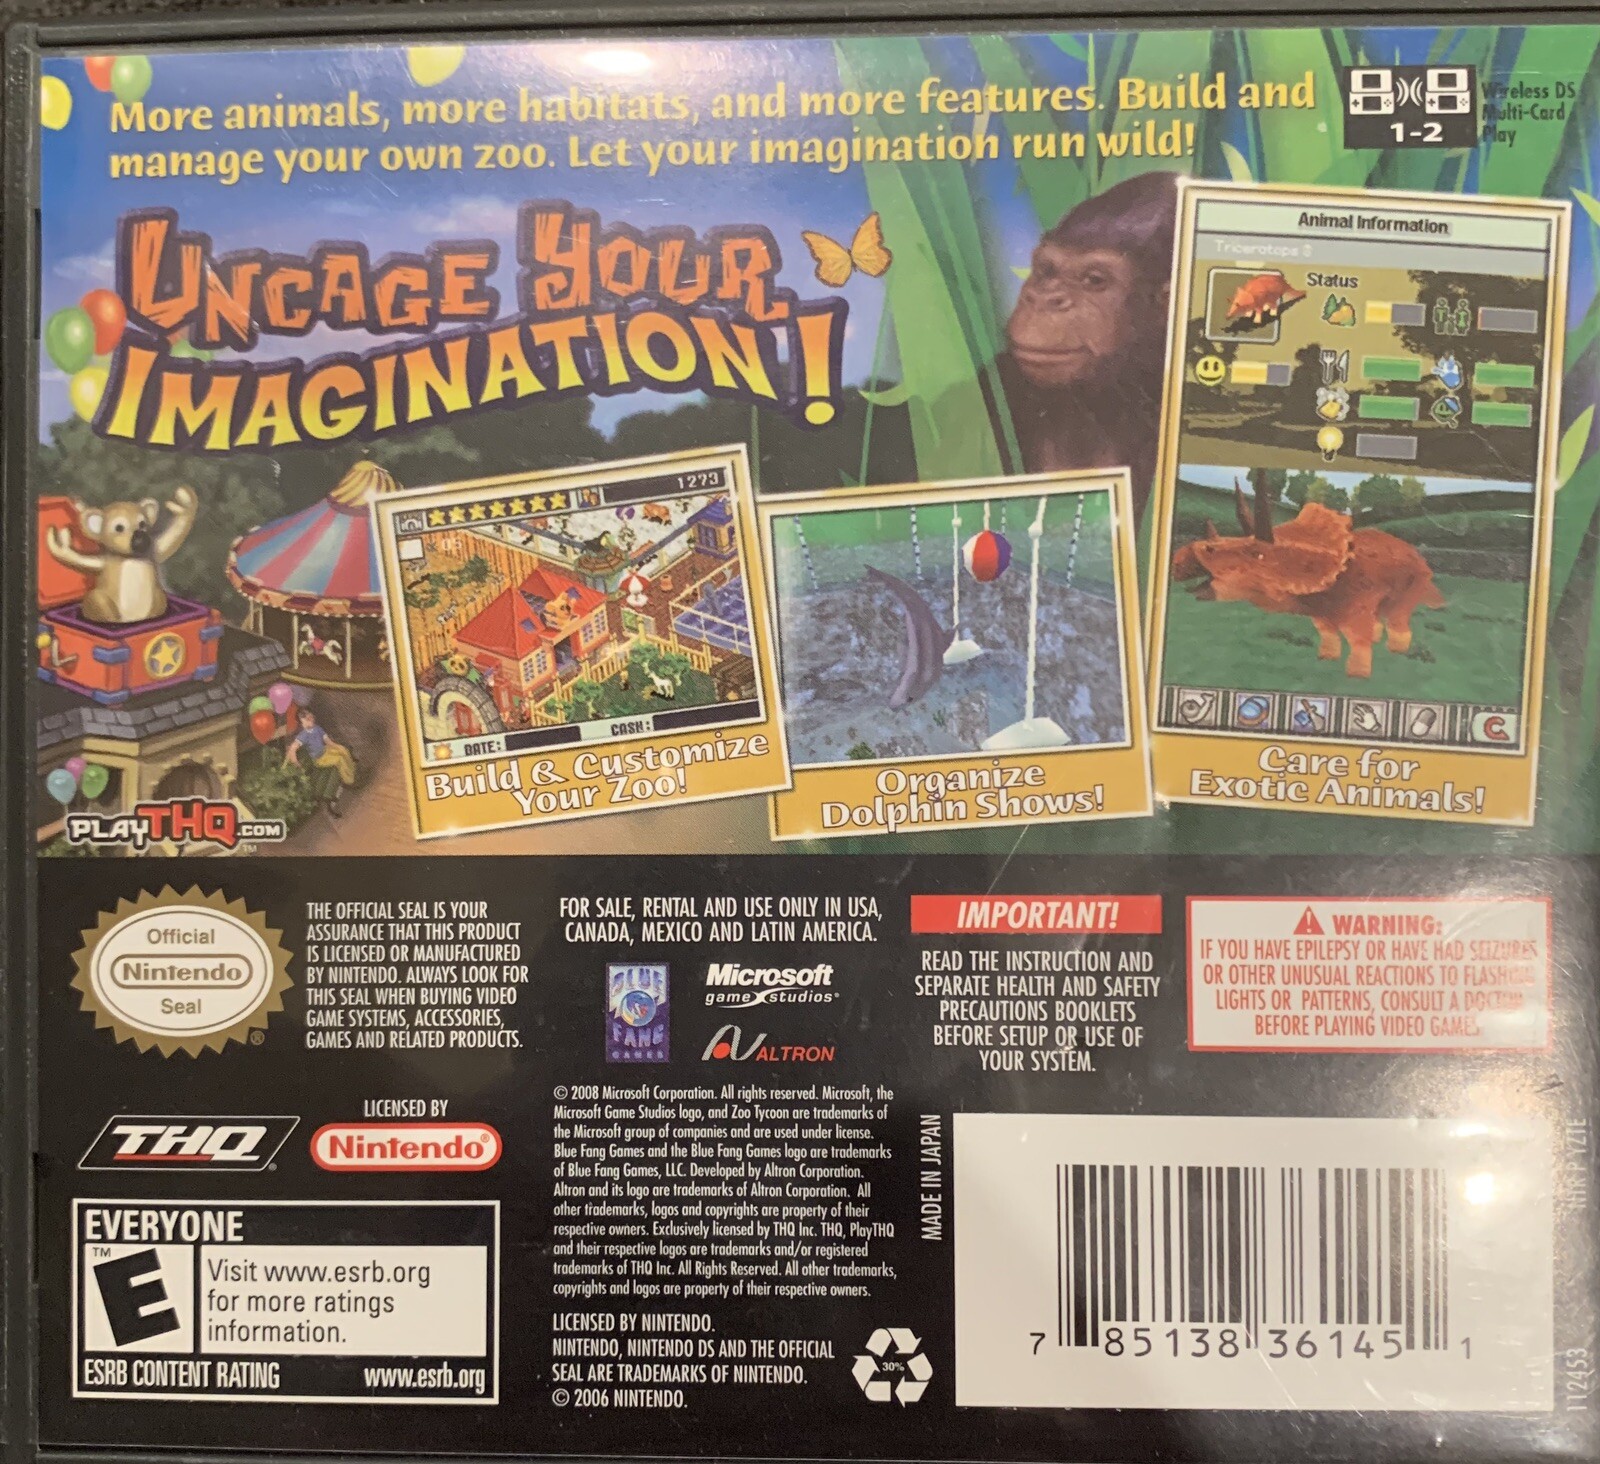 More animals, more habitats, and more features. Build and
manage your own zoo. Let your imagination run wild!
1-2
Wireless DS
Multi-Card
Play
UNCAGE YOUR
IMAGINATION!
Animal Information
Triceratops 3
Status
1273
DATE:
CASH:
Build & Customize
Your Zoo!
Organize
Dolphin Shows!
Care for
Exotic Animals!
PLAYTHQ.COM
TM
Official
Nintendo
Seal
®
THE OFFICIAL SEAL IS YOUR
ASSURANCE THAT THIS PRODUCT
IS LICENSED OR MANUFACTURED
BY NINTENDO. ALWAYS LOOK FOR
THIS SEAL WHEN BUYING VIDEO
GAME SYSTEMS, ACCESSORIES,
GAMES AND RELATED PRODUCTS.
FOR SALE, RENTAL AND USE ONLY IN USA,
CANADA, MEXICO AND LATIN AMERICA.
BLUE
FANG
GAMES
Microsoft
game studios®
ALTRON
IMPORTANT!
READ THE INSTRUCTION AND
SEPARATE HEALTH AND SAFETY
PRECAUTIONS BOOKLETS
BEFORE SETUP OR USE OF
YOUR SYSTEM.
WARNING:
IF YOU HAVE EPILEPSY OR HAVE HAD SEIZURES
OR OTHER UNUSUAL REACTIONS TO FLASHING
LIGHTS OR PATTERNS, CONSULT A DOCTOR
BEFORE PLAYING VIDEO GAMES.
THQ®
LICENSED BY
Nintendo®
© 2008 Microsoft Corporation. All rights reserved. Microsoft, the
Microsoft Game Studios logo, and Zoo Tycoon are trademarks of
the Microsoft group of companies and are used under license.
Blue Fang Games and the Blue Fang Games logo are trademarks
of Blue Fang Games, LLC. Developed by Altron Corporation.
Altron and its logo are trademarks of Altron Corporation. All
other trademarks, logos and copyrights are property of their
respective owners. Exclusively licensed by THQ Inc. THQ, PlayTHQ
and their respective logos are trademarks and/or registered
trademarks of THQ Inc. All Rights Reserved. All other trademarks,
copyrights and logos are property of their respective owners.
LICENSED BY NINTENDO.
NINTENDO, NINTENDO DS AND THE OFFICIAL
SEAL ARE TRADEMARKS OF NINTENDO.
© 2006 NINTENDO.
30%
MADE IN JAPAN
EVERYONE
TM
E
Visit www.esrb.org
for more ratings
information.
ESRB CONTENT RATING www.esrb.org
7 85138 36145 1
YZTE
112453